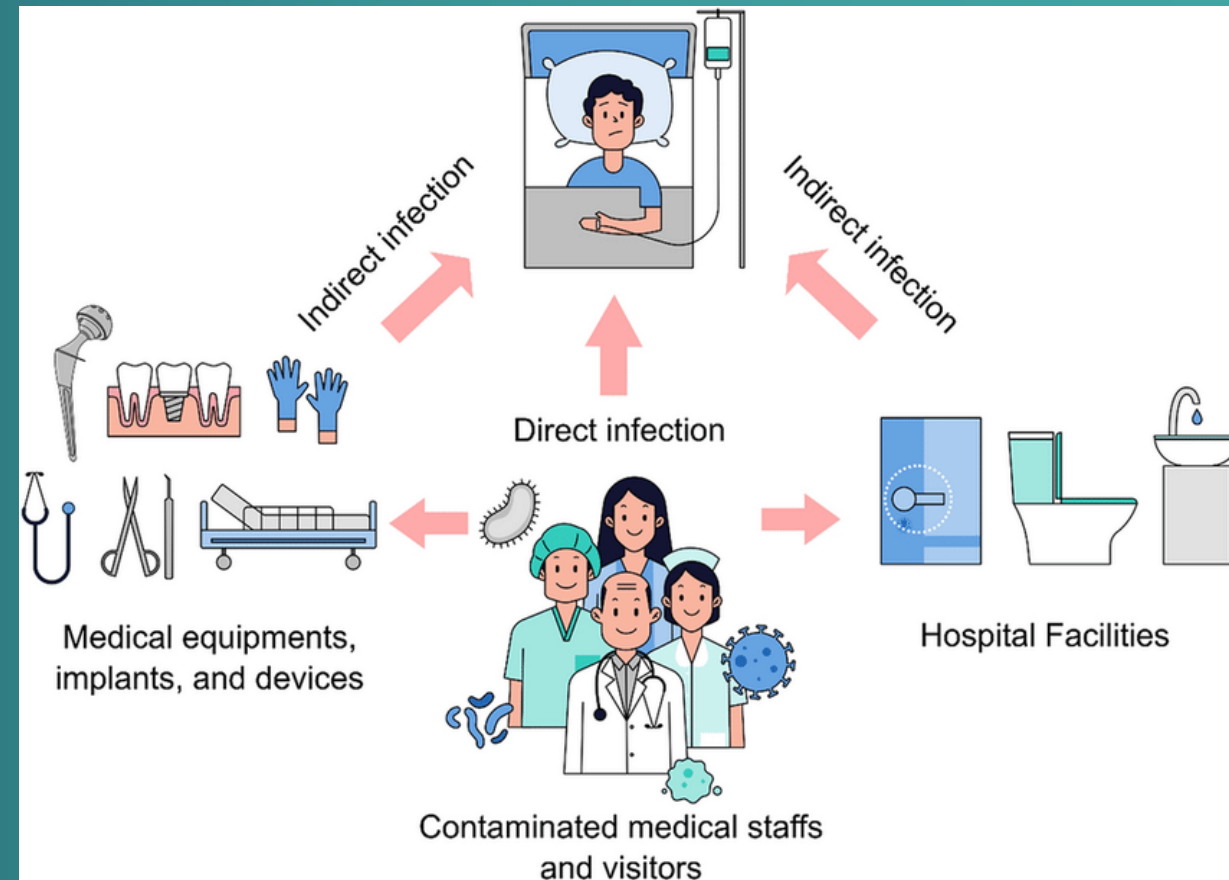 Indirect infection
Indirect infection
Direct infection
Medical equipments,
implants, and devices
Hospital Facilities
Contaminated medical staffs
and visitors